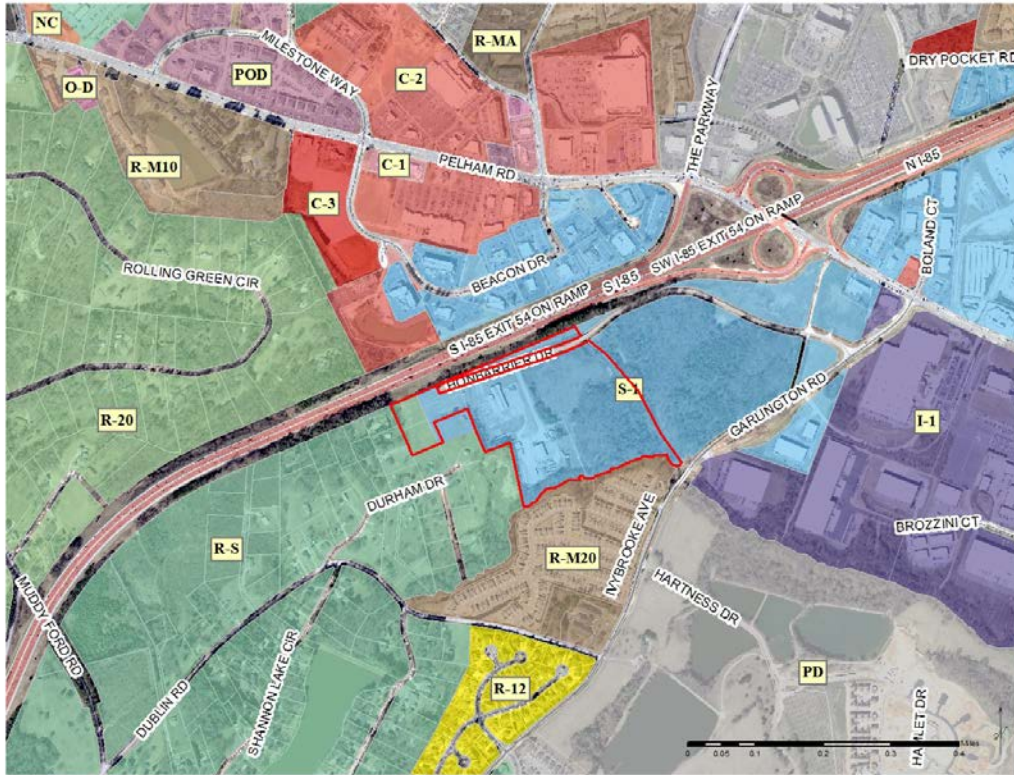 NC
R-MA
DRY POCKET RD
MILESTONE WAY
C-2
POD
O-D
THE PARKWAY
R-M10
C-1
PELHAM RD
N I-85
C-3
SW I-85 EXIT 54 ON RAMP
BOLAND CT
ROLLING GREEN CIR
BEACON DR
S I-85
S I-85 EXIT 54 ON RAMP
HONBARRIER DR
S-1
GARLINGTON RD
R-20
I-1
DURHAM DR
BROZZINI CT
R-S
IVYBROOKE AVE
R-M20
MUDDY FORD RD
HARTNESS DR
DUBLIN RD
SHANNON LAKE CIR
R-12
PD
HAMLET DR
Miles
0 0.05 0.1 0.2 0.3 0.4